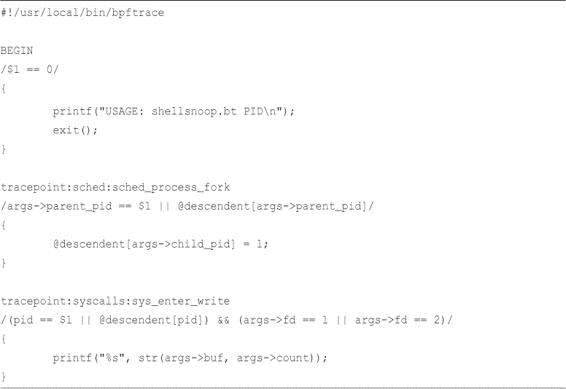 #!/usr/local/bin/bpftrace
BEGIN
/$1 == 0/
{
        printf("USAGE: shellsnoop.bt PID\n");
        exit();
}
tracepoint:sched:sched_process_fork
/args->parent_pid == $1 || @descendent[args->parent_pid]/
{
        @descendent[args->child_pid] = 1;
}
tracepoint:syscalls:sys_enter_write
/(pid == $1 || @descendent[pid]) && (args->fd == 1 || args->fd == 2)/
{
        printf("%s", str(args->buf, args->count));
}